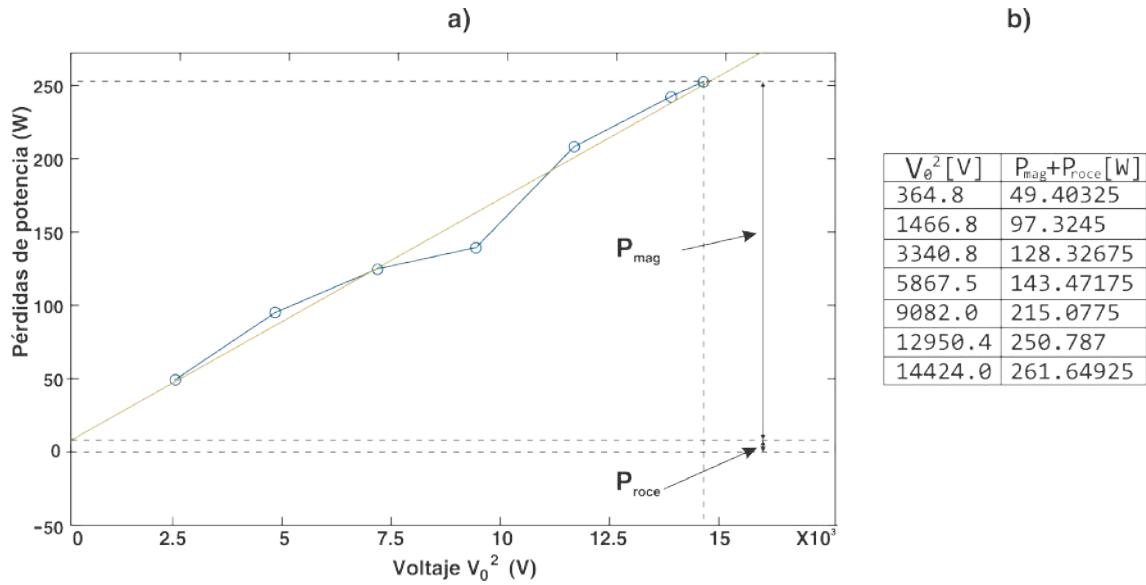 a)
b)
Pérdidas de potencia (W)
250
200
150
100
50
0
−50
0
2.5
5
7.5
10
12.5
15
X10³
Voltaje V₀² (V)
Pmag
Proce
V₀²[V] Pmag+Proce[W]
364.8 49.40325
1466.8 97.3245
3340.8 128.32675
5867.5 143.47175
9082.0 215.0775
12950.4 250.787
14424.0 261.64925